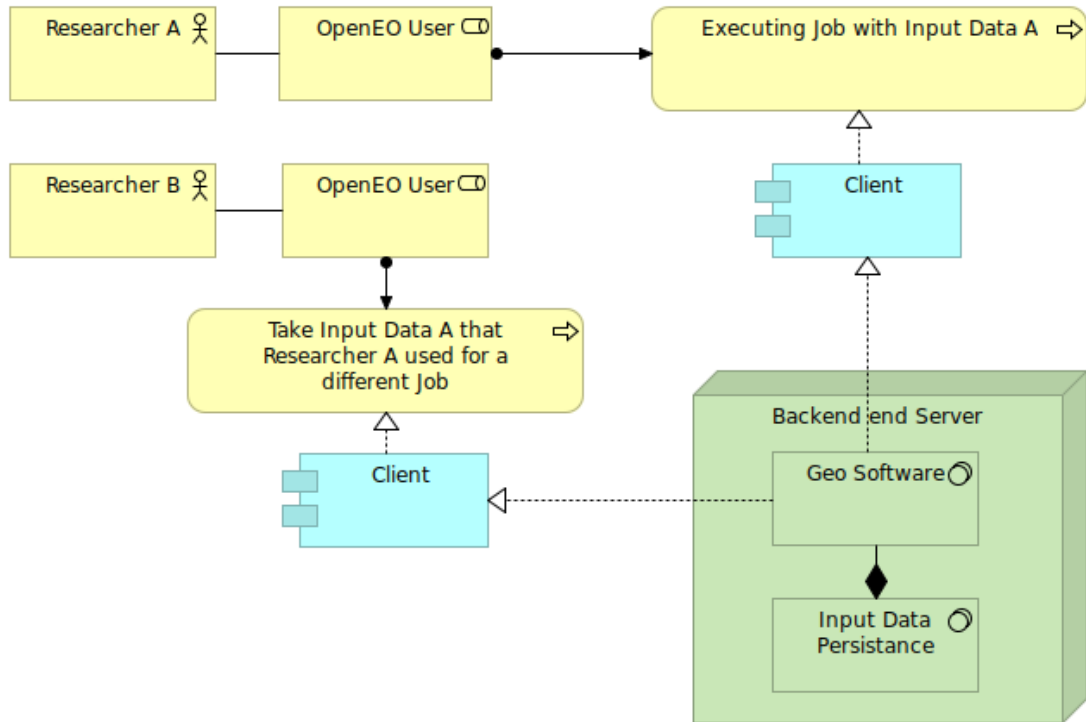 Researcher A
OpenEO User
Executing Job with Input Data A
Researcher B
OpenEO User
Client
Take Input Data A that
Researcher A used for a
different Job
Backend end Server
Client
Geo Software
Input Data
Persistance